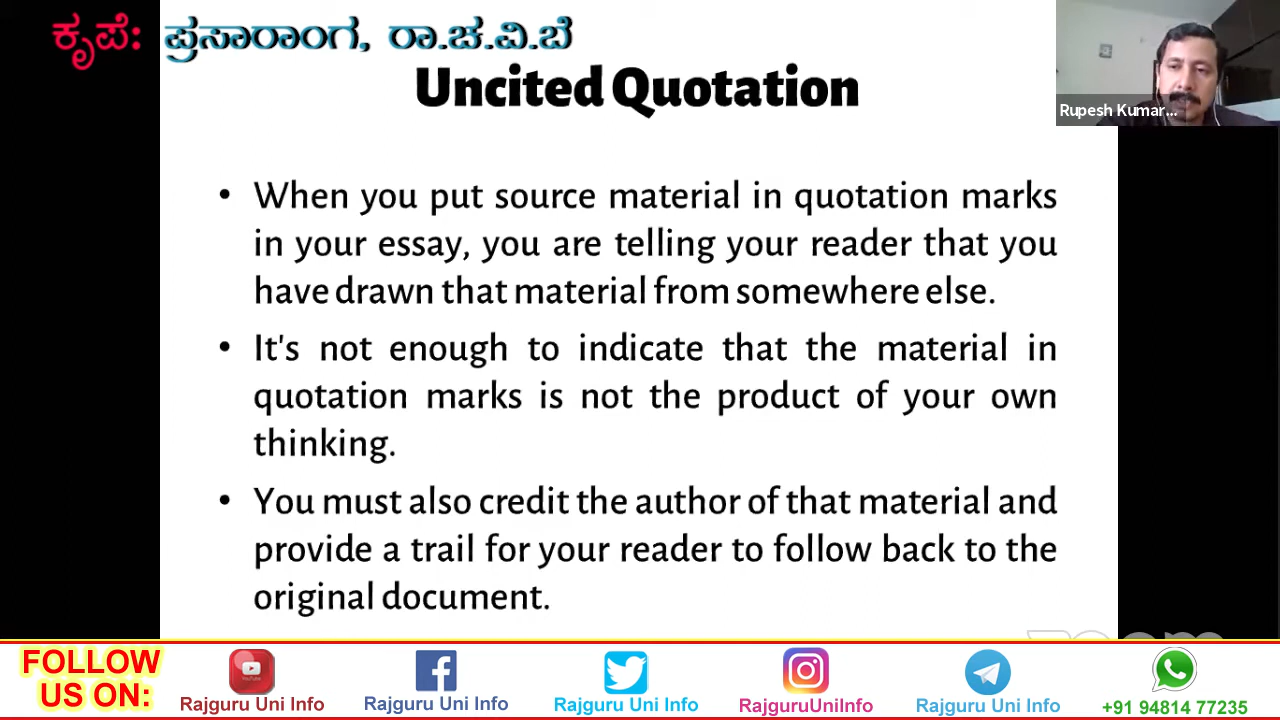 ಕೃಪೆ: ಪ್ರಸಾರಾಂಗ, ರಾ.ಚ.ವಿ.ಬೆ
Uncited Quotation
Rupesh Kumar...
• When you put source material in quotation marks
in your essay, you are telling your reader that you
have drawn that material from somewhere else.
• It's not enough to indicate that the material in
quotation marks is not the product of your own
thinking.
• You must also credit the author of that material and
provide a trail for your reader to follow back to the
original document.
zoom
FOLLOW
US ON:
YouTube
Rajguru Uni Info
Rajguru Uni Info
Rajguru Uni Info
RajguruUniInfo
Rajguru Uni Info
+91 94814 77235